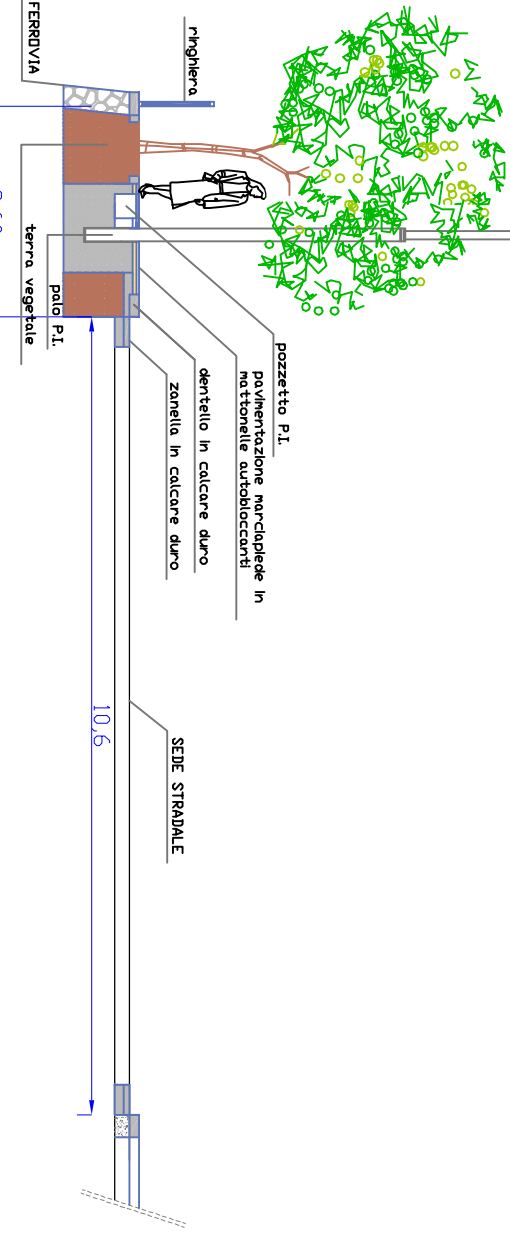 FERROVIA
ringhiera
terra vegetale
palo P.I.
pozzetto P.I.
pavimentazione marciapiede in
mattonelle autobloccanti
dentello in calcare duro
zanella in calcare duro
SEDE STRADALE
10,6